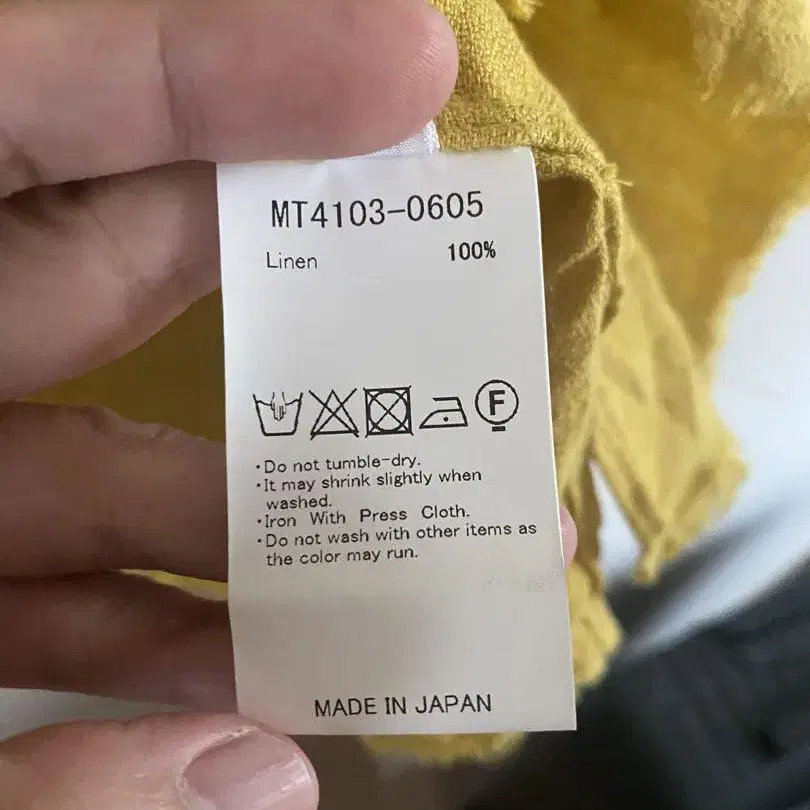 MT4103-0605
Linen 100%
F
・Do not tumble-dry.
・It may shrink slightly when
washed.
・Iron With Press Cloth.
・Do not wash with other items as
the color may run.
MADE IN JAPAN